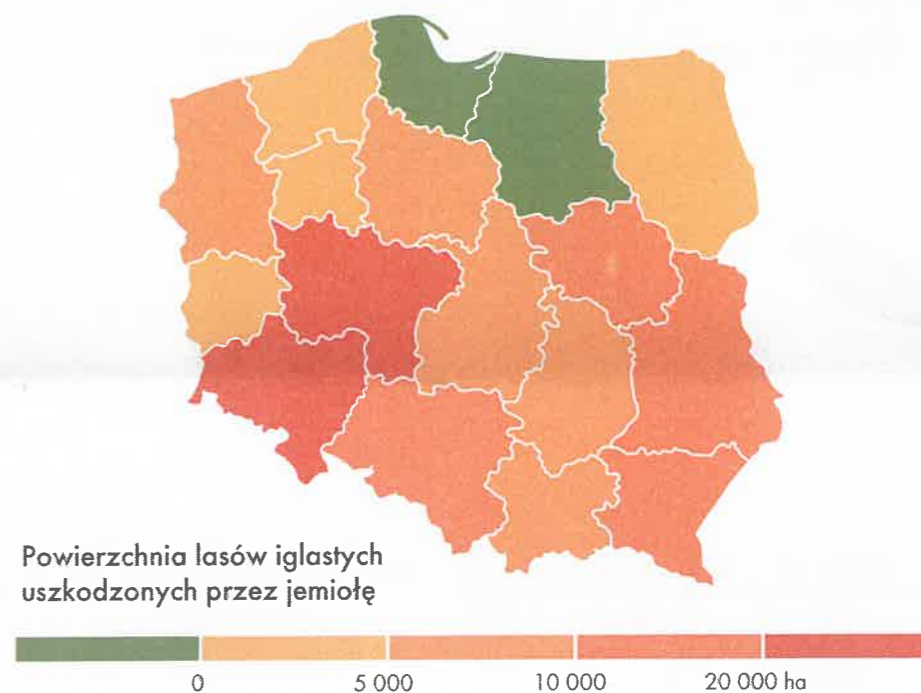 Powierzchnia lasów iglastych
uszkodzonych przez jemiołę
0 5 000 10 000 20 000 ha